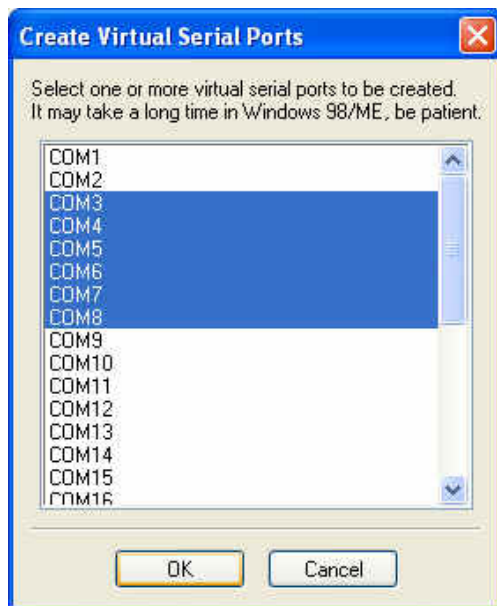 Create Virtual Serial Ports
Select one or more virtual serial ports to be created.
It may take a long time in Windows 98/ME, be patient.
COM1
COM2
COM3
COM4
COM5
COM6
COM7
COM8
COM9
COM10
COM11
COM12
COM13
COM14
COM15
COM16
OK
Cancel